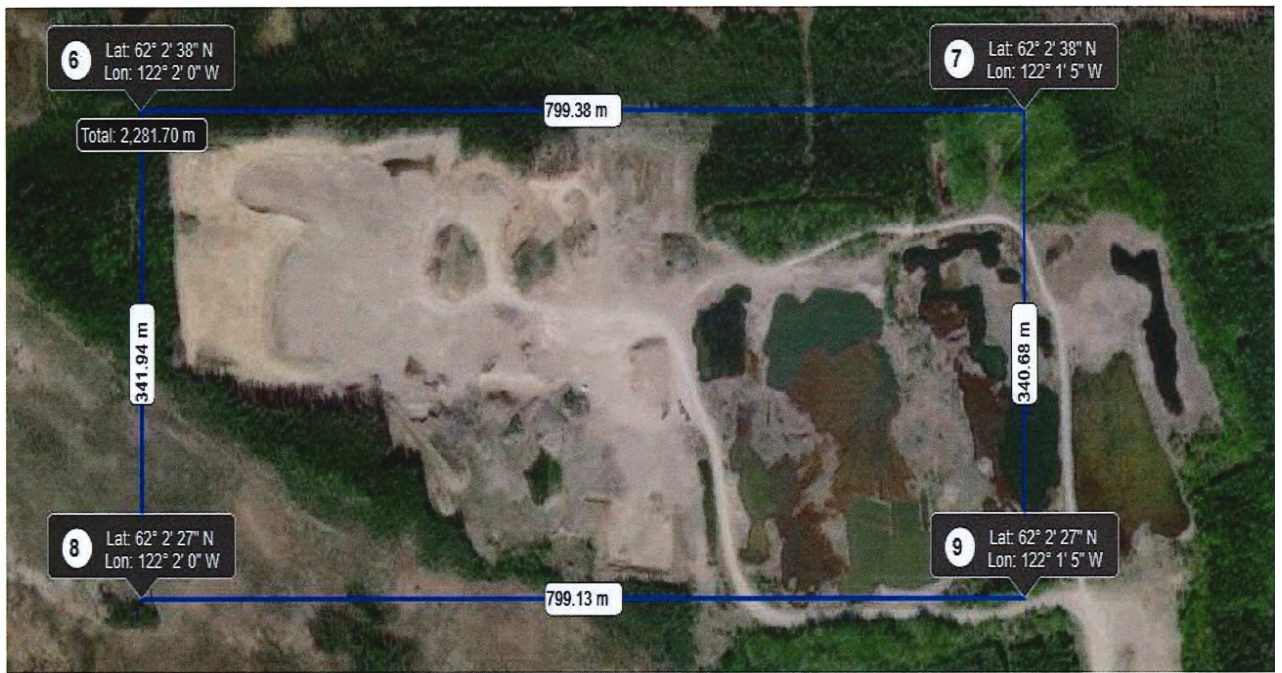 6
Lat: 62° 2' 38" N
Lon: 122° 2' 0" W
7
Lat: 62° 2' 38" N
Lon: 122° 1' 5" W
799.38 m
Total: 2,281.70 m
341.94 m
340.68 m
8
Lat: 62° 2' 27" N
Lon: 122° 2' 0" W
9
Lat: 62° 2' 27" N
Lon: 122° 1' 5" W
799.13 m